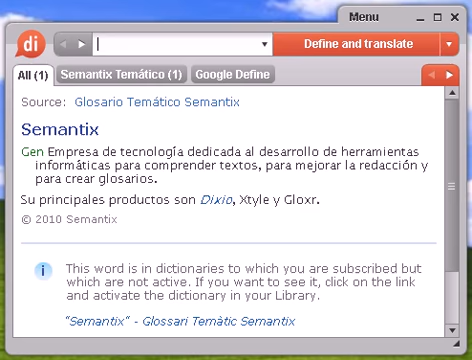 Menu
di
Define and translate
All (1)
Semantix Temático (1)
Google Define
Source: Glosario Temático Semantix
Semantix
Gen Empresa de tecnología dedicada al desarrollo de herramientas
informáticas para comprender textos, para mejorar la redacción y
para crear glosarios.
Su principales productos son Dixio, Xtyle y Gloxr.
© 2010 Semantix
i
This word is in dictionaries to which you are subscribed but
which are not active. If you want to see it, click on the link
and activate the dictionary in your Library.
"Semantix" - Glossari Temàtic Semantix